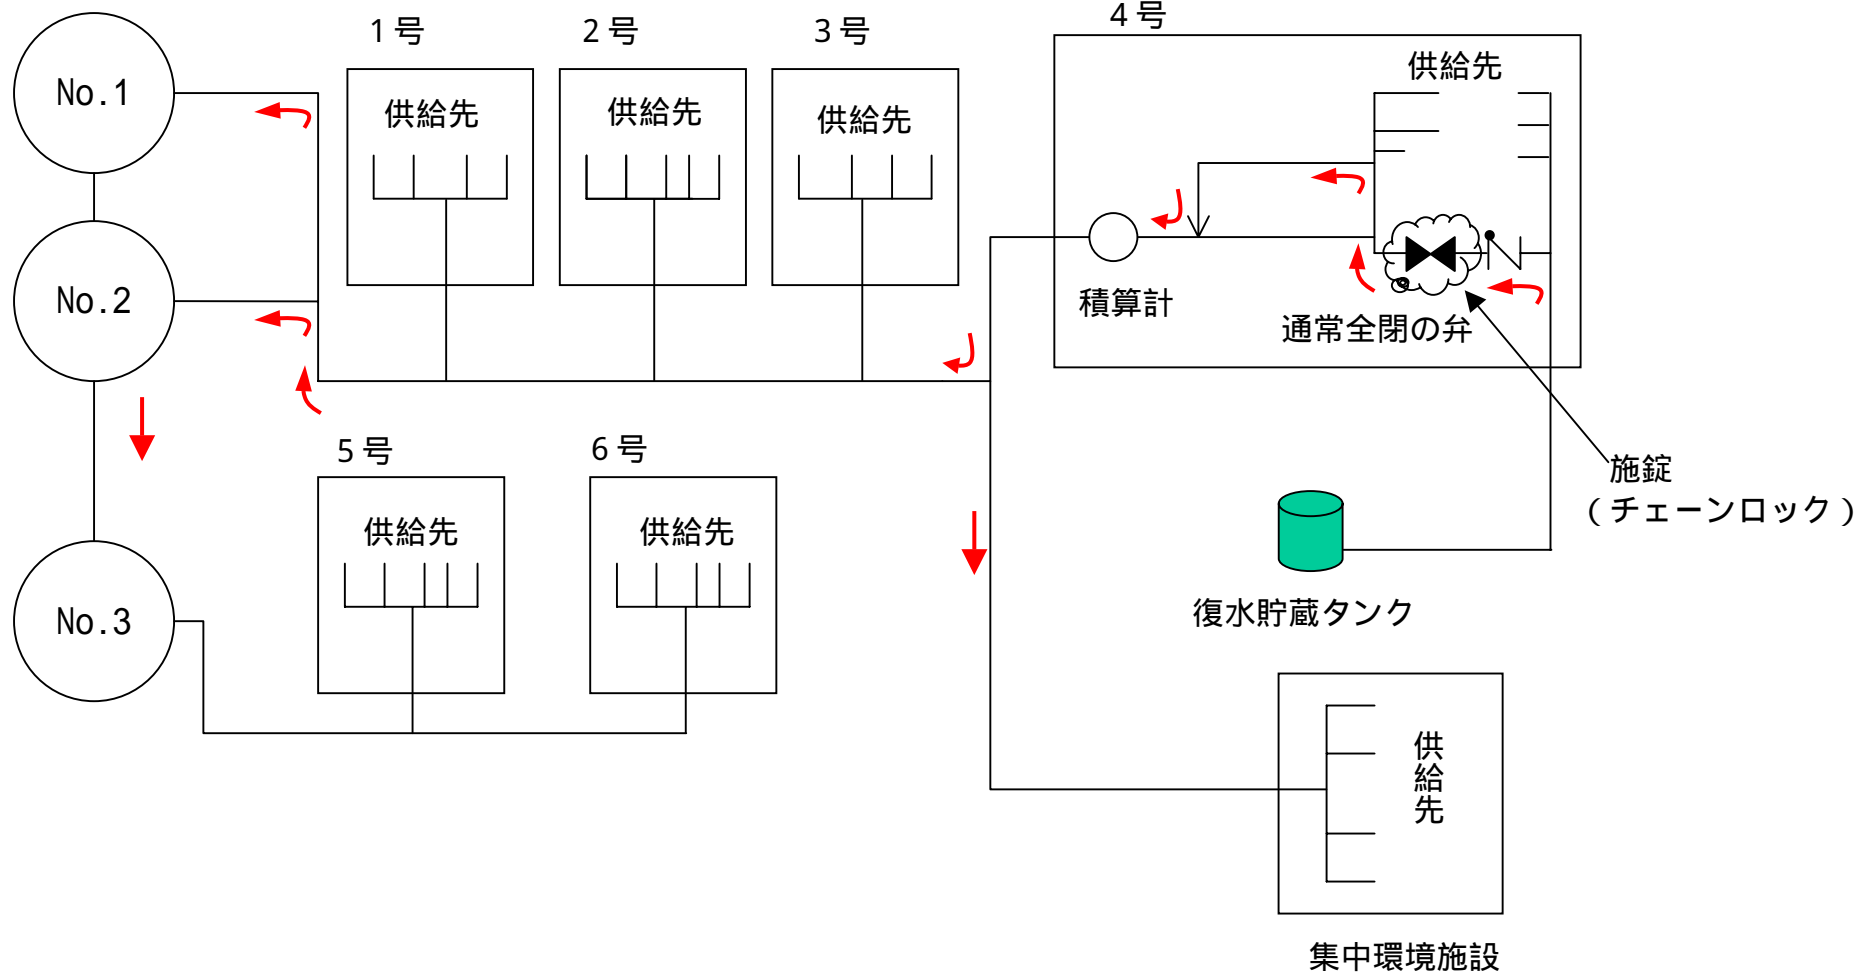 1号
2号
3号
4号
No.1
供給先
供給先
供給先
供給先
No.2
積算計
通常全閉の弁
5号
6号
施錠
(チェーンロック)
供給先
供給先
No.3
復水貯蔵タンク
供給先
集中環境施設